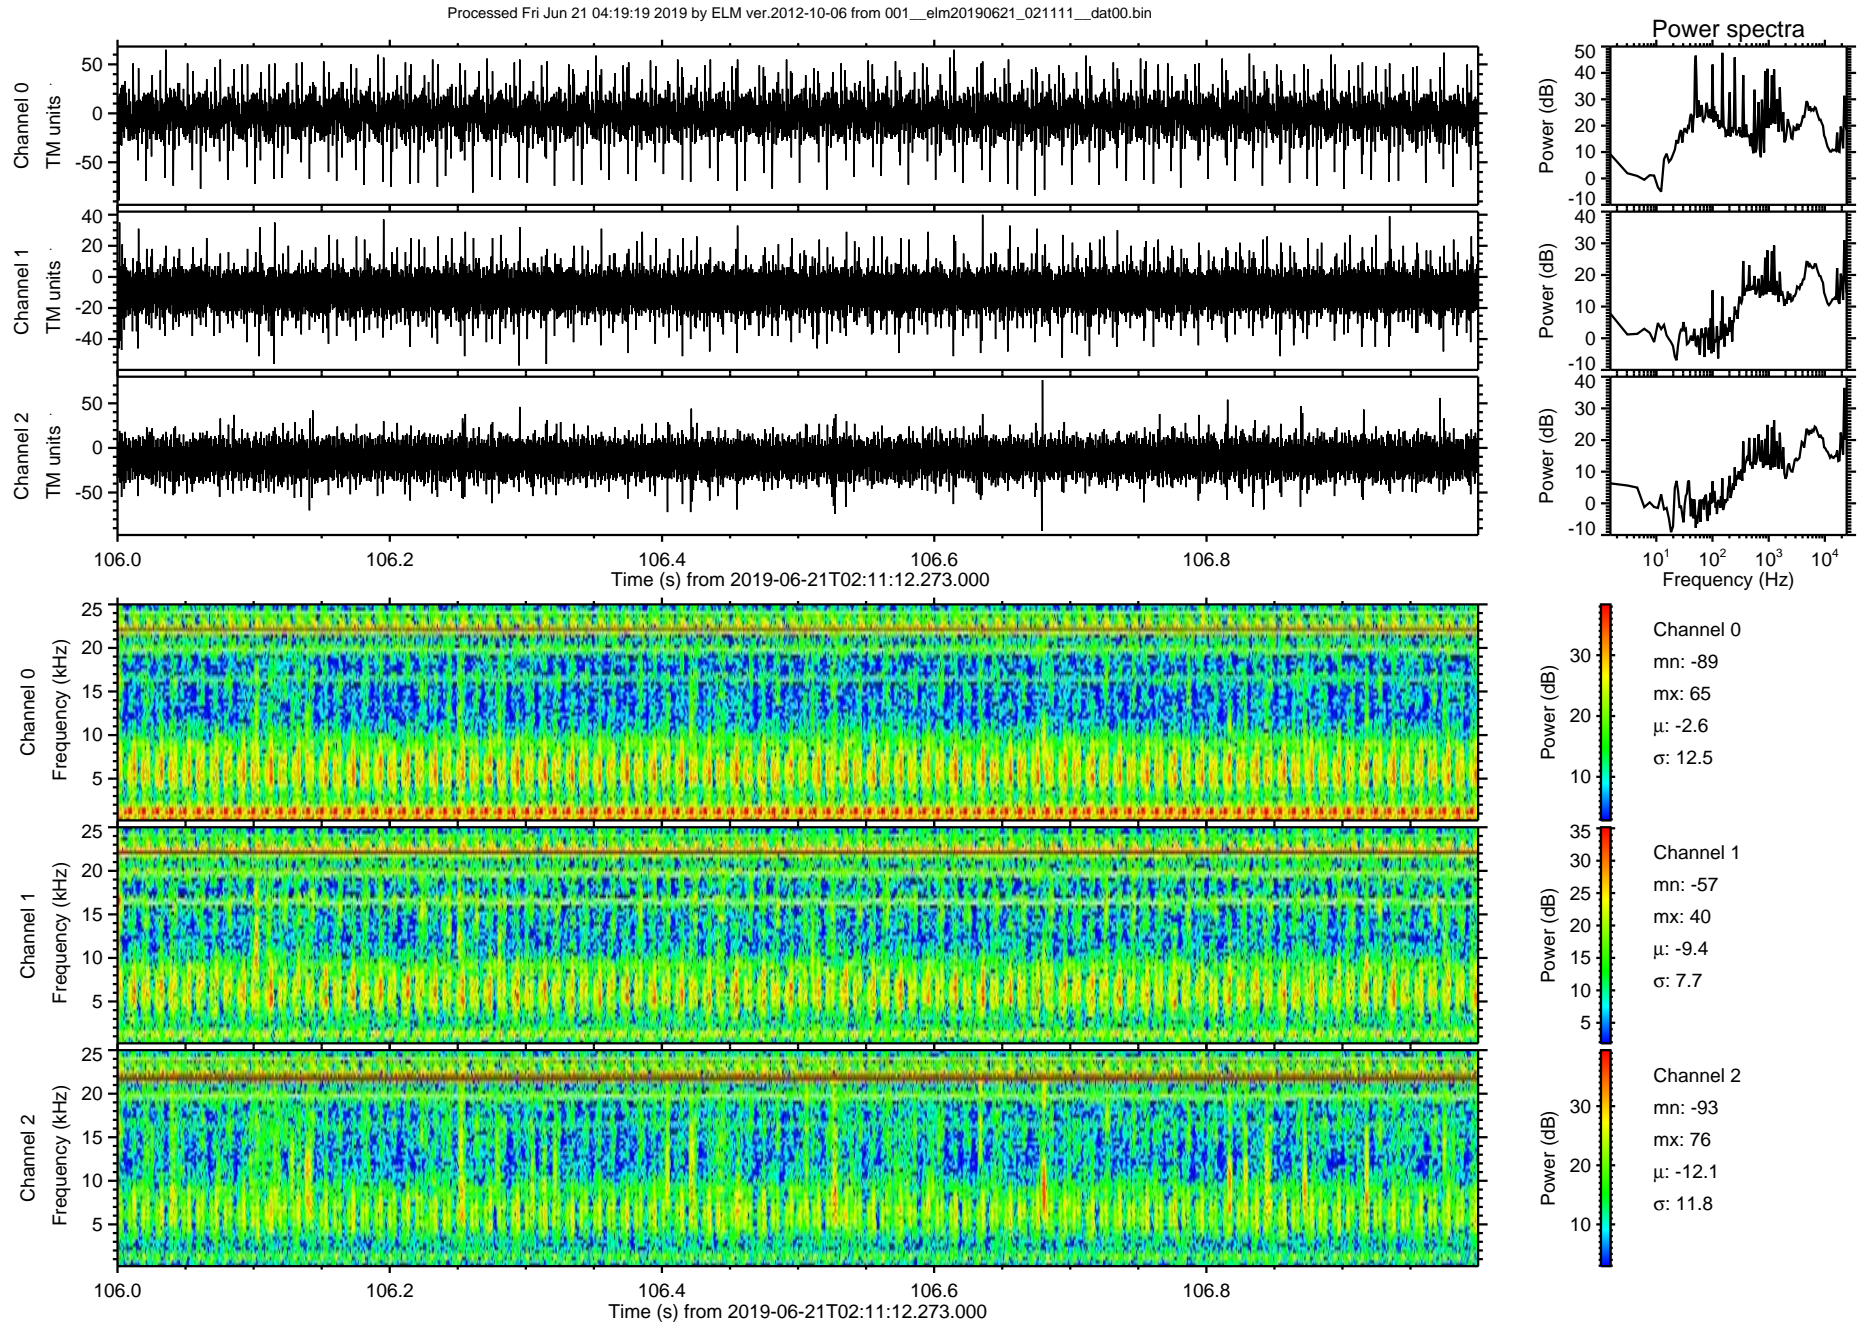 Processed Fri Jun 21 04:19:19 2019 by ELM ver.2012-10-06 from 001__elm20190621_021111__dat00.bin
Power spectra
Channel 0
TM units
50
0
-50
Power (dB)
50
40
30
20
10
0
-10
Channel 1
TM units
40
20
0
-20
-40
Power (dB)
40
30
20
10
0
-10
Channel 2
TM units
50
0
-50
Power (dB)
40
30
20
10
0
-10
106.0 106.2 106.4 106.6 106.8
Time (s) from 2019-06-21T02:11:12.273.000
10^1 10^2 10^3 10^4
Frequency (Hz)
Channel 0
Frequency (kHz)
25
20
15
10
5
Power (dB)
30
20
10
Channel 0
mn: -89
mx: 65
μ: -2.6
σ: 12.5
Channel 1
Frequency (kHz)
25
20
15
10
5
Power (dB)
35
30
25
20
15
10
5
Channel 1
mn: -57
mx: 40
μ: -9.4
σ: 7.7
Channel 2
Frequency (kHz)
25
20
15
10
5
Power (dB)
30
20
10
Channel 2
mn: -93
mx: 76
μ: -12.1
σ: 11.8
106.0 106.2 106.4 106.6 106.8
Time (s) from 2019-06-21T02:11:12.273.000